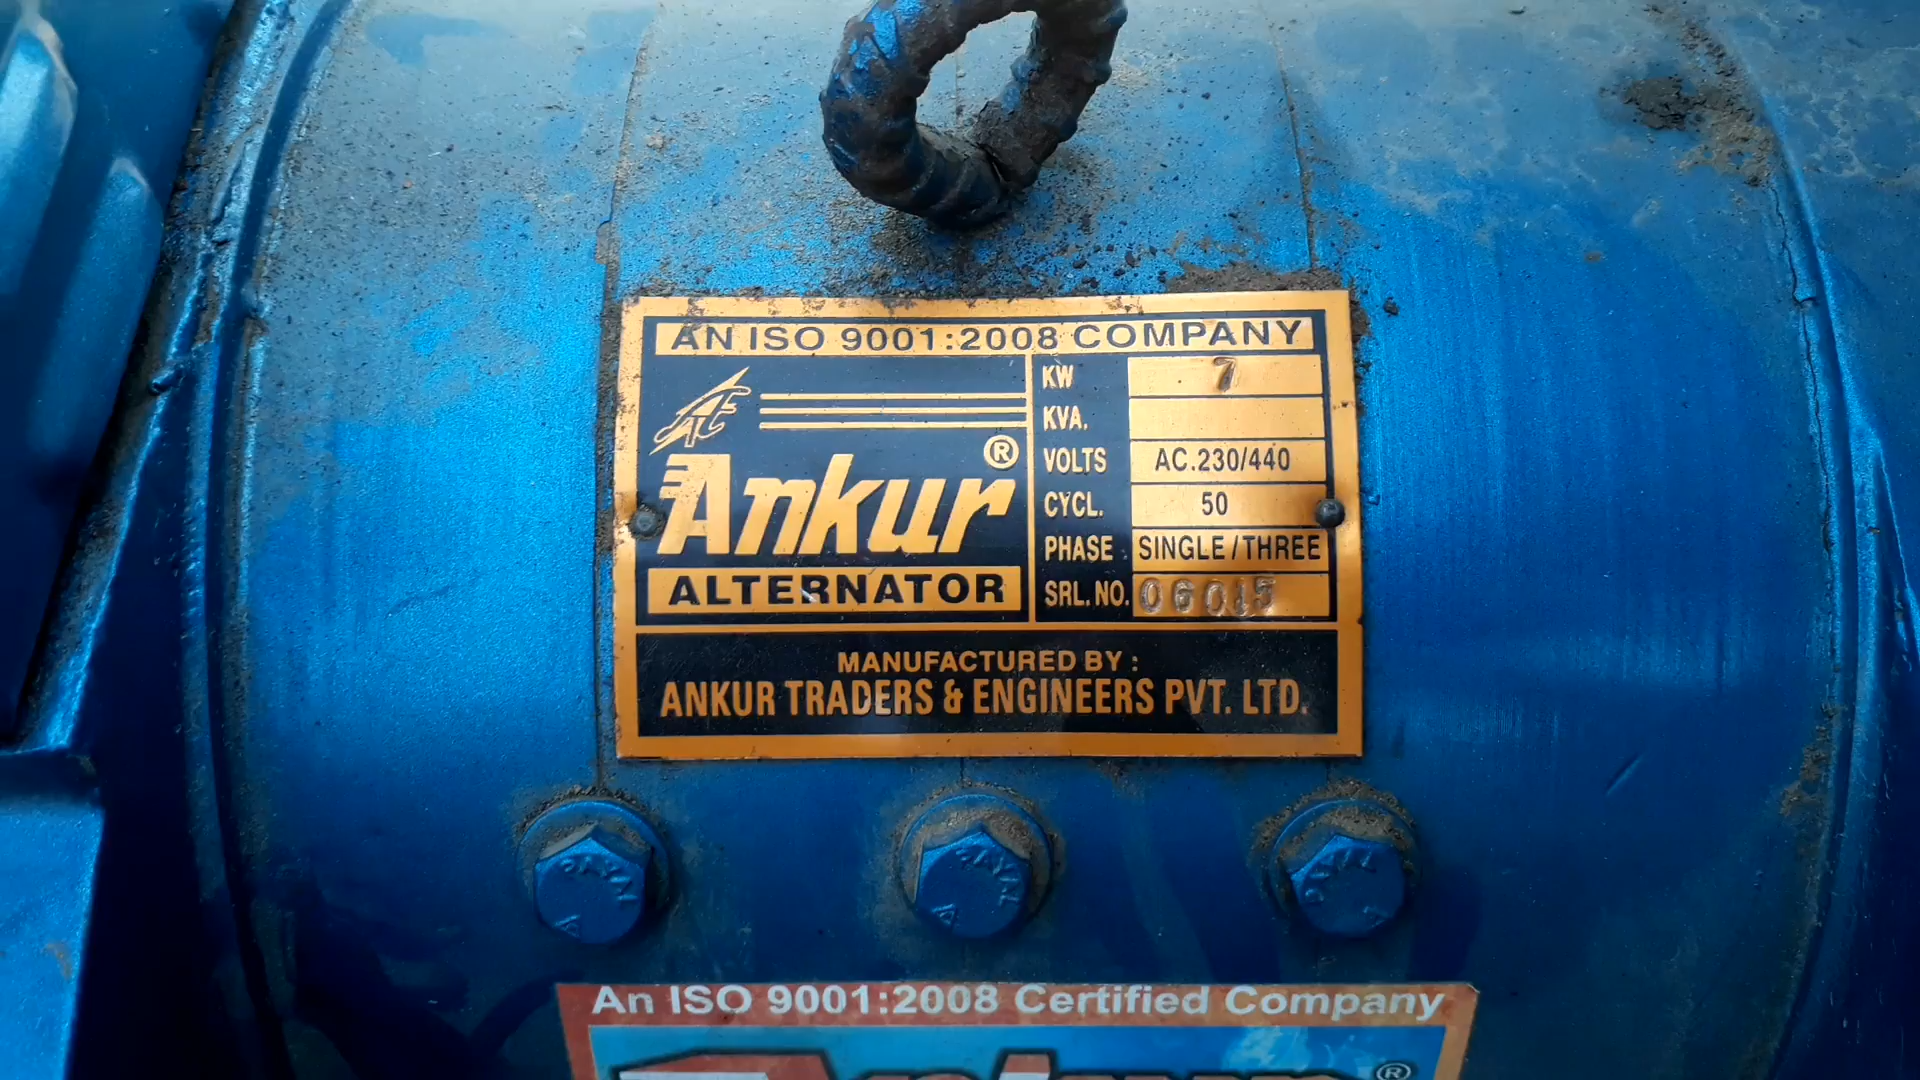 AN ISO 9001:2008 COMPANY
Ankur ®
ALTERNATOR
KW 7
KVA.
VOLTS AC.230/440
CYCL. 50
PHASE SINGLE/THREE
SRL. NO. 06015
MANUFACTURED BY :
ANKUR TRADERS & ENGINEERS PVT. LTD.
An ISO 9001:2008 Certified Company
Ankur ®